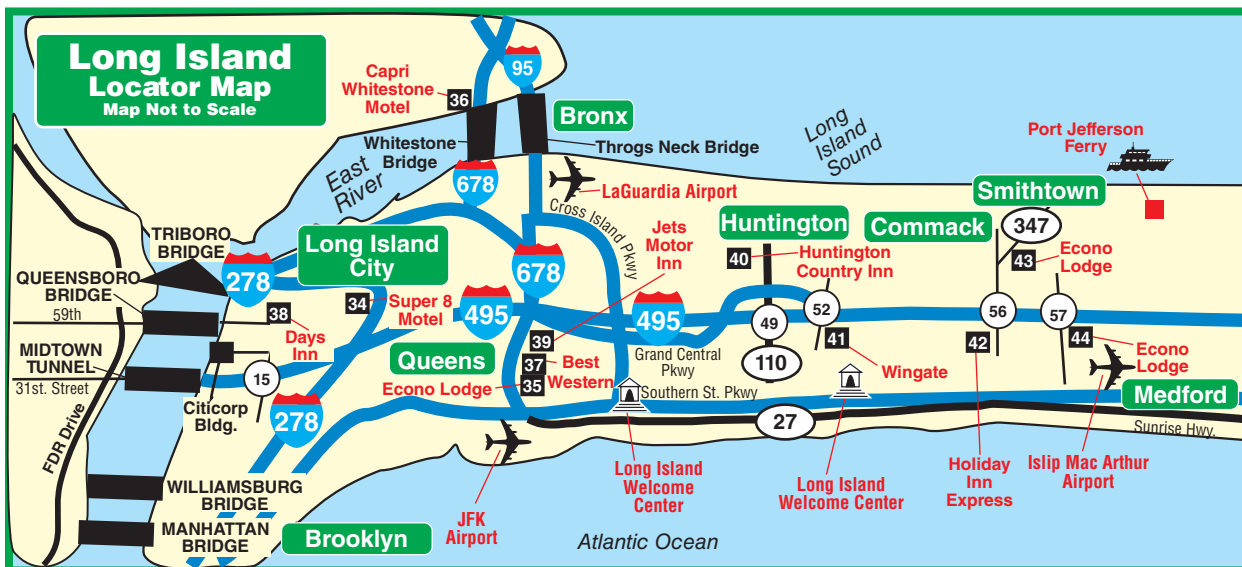 Long Island
Locator Map
Map Not to Scale
Capri
Whitestone
Motel
36
95
Bronx
Whitestone
Bridge
Throgs Neck Bridge
678
East
River
Long
Island
Sound
Port Jefferson
Ferry
LaGuardia Airport
Cross Island Pkwy
Smithtown
347
Huntington
Commack
TRIBORO
BRIDGE
278
Long Island
City
678
Jets
Motor
Inn
40
Huntington
Country Inn
43
Econo
Lodge
QUEENSBORO
BRIDGE
59th
38
Days
Inn
34
Super 8
Motel
495
495
49
52
56
57
MIDTOWN
TUNNEL
31st. Street
15
Citicorp
Bldg.
278
Queens
39
37
Best
Western
Econo Lodge
35
Grand Central
Pkwy
110
41
Wingate
42
44
Econo
Lodge
Southern St. Pkwy
Medford
27
Sunrise Hwy.
FDR Drive
WILLIAMSBURG
BRIDGE
MANHATTAN
BRIDGE
Brooklyn
JFK
Airport
Long Island
Welcome
Center
Long Island
Welcome Center
Holiday
Inn
Express
Islip Mac Arthur
Airport
Atlantic Ocean